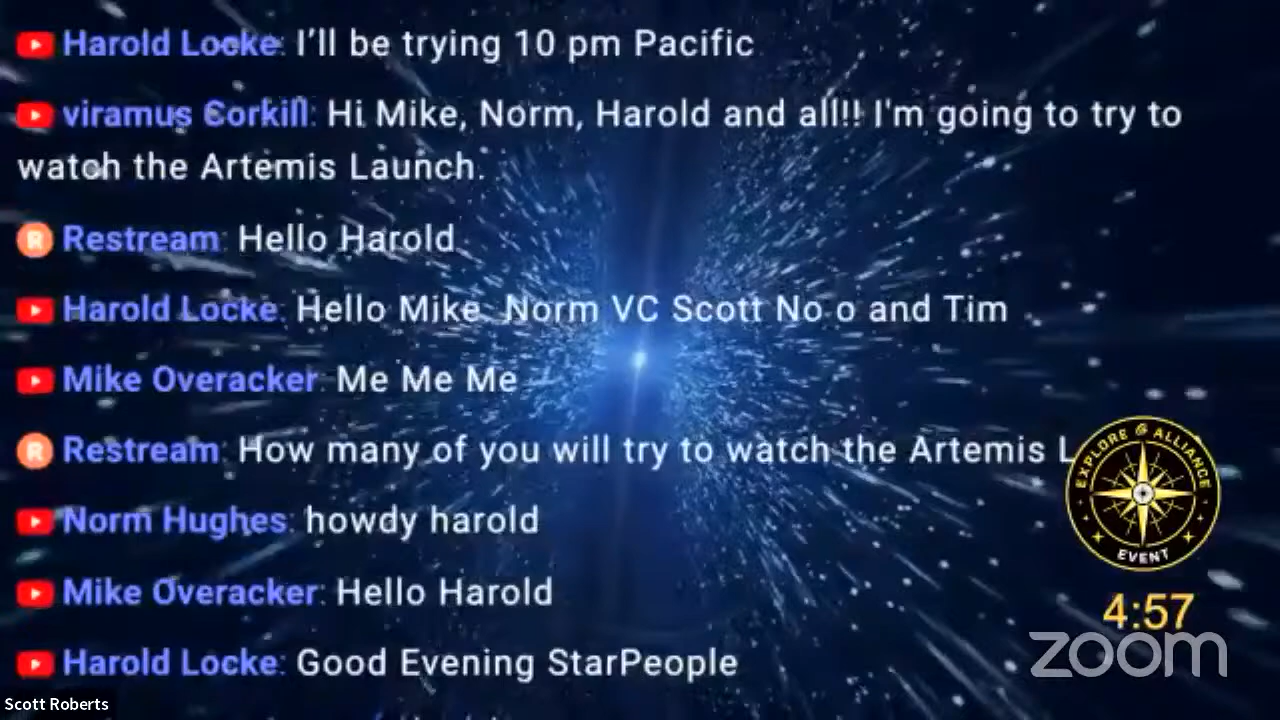 Harold Locke: I'll be trying 10 pm Pacific
viramus Corkill: Hi Mike, Norm, Harold and all!! I'm going to try to
watch the Artemis Launch.
R Restream: Hello Harold
Harold Locke: Hello Mike Norm VC Scott No o and Tim
Mike Overacker: Me Me Me
R Restream: How many of you will try to watch the Artemis L
Norm Hughes: howdy harold
Mike Overacker: Hello Harold
Harold Locke: Good Evening StarPeople
EXPLORE ALLIANCE
EVENT
4:57
zoom
Scott Roberts